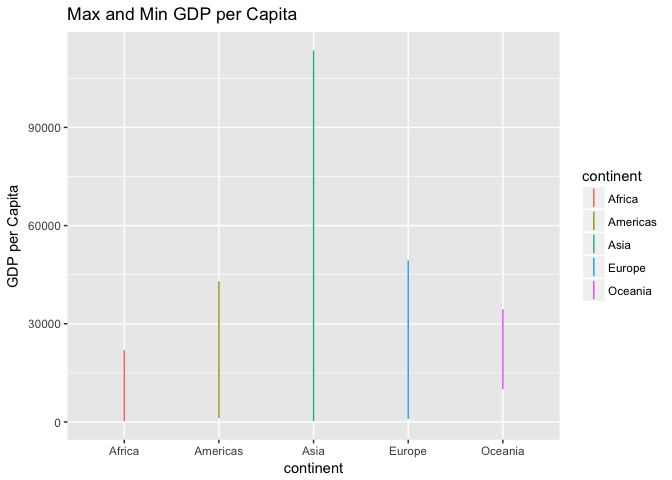 Max and Min GDP per Capita
GDP per Capita
90000
60000
30000
0
Africa
Americas
Asia
Europe
Oceania
continent
continent
Africa
Americas
Asia
Europe
Oceania